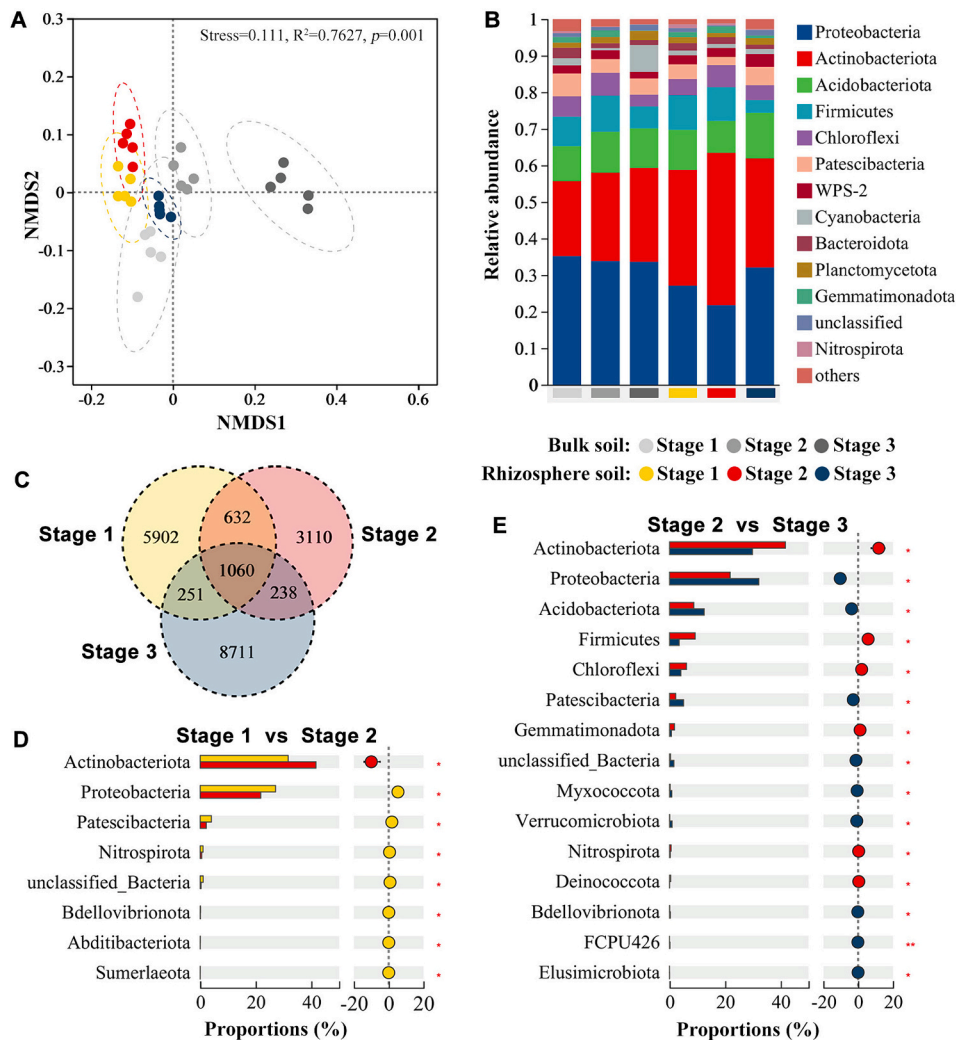 A
Stress=0.111, R²=0.7627, p=0.001
0.3
0.2
0.1
0
-0.1
-0.2
-0.3
NMDS2
-0.2
0
0.2
0.4
0.6
NMDS1
B
1
0.9
0.8
0.7
0.6
0.5
0.4
0.3
0.2
0.1
0
Relative abundance
Proteobacteria
Actinobacteriota
Acidobacteriota
Firmicutes
Chloroflexi
Patescibacteria
WPS-2
Cyanobacteria
Bacteroidota
Planctomycetota
Gemmatimonadota
unclassified
Nitrospirota
others
Bulk soil: Stage 1 Stage 2 Stage 3
Rhizosphere soil: Stage 1 Stage 2 Stage 3
C
Stage 1
Stage 2
Stage 3
5902
632
3110
1060
251
238
8711
D
Stage 1 vs Stage 2
Actinobacteriota *
Proteobacteria *
Patescibacteria *
Nitrospirota *
unclassified_Bacteria *
Bdellovibrionota *
Abditibacteriota *
Sumerlaeota *
0 20 40 -20 0 20
Proportions (%)
E
Stage 2 vs Stage 3
Actinobacteriota *
Proteobacteria *
Acidobacteriota *
Firmicutes *
Chloroflexi *
Patescibacteria *
Gemmatimonadota *
unclassified_Bacteria *
Myxococcota *
Verrucomicrobiota *
Nitrospirota *
Deinococcota *
Bdellovibrionota *
FCPU426 **
Elusimicrobiota *
0 20 40 -20 0 20
Proportions (%)